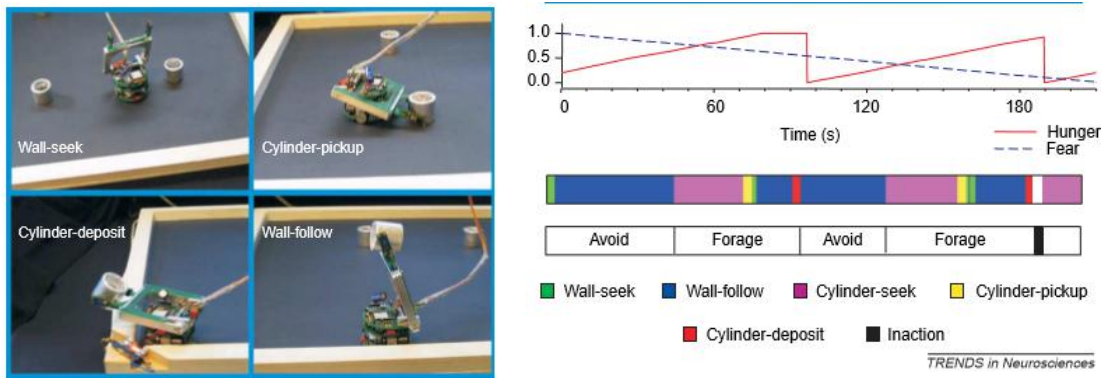 Wall-seek
Cylinder-pickup
Cylinder-deposit
Wall-follow
1.0
0.5
0.0
0 60 120 180
Time (s)
Hunger
Fear
Avoid Forage Avoid Forage
Wall-seek Wall-follow Cylinder-seek Cylinder-pickup
Cylinder-deposit Inaction
TRENDS in Neurosciences